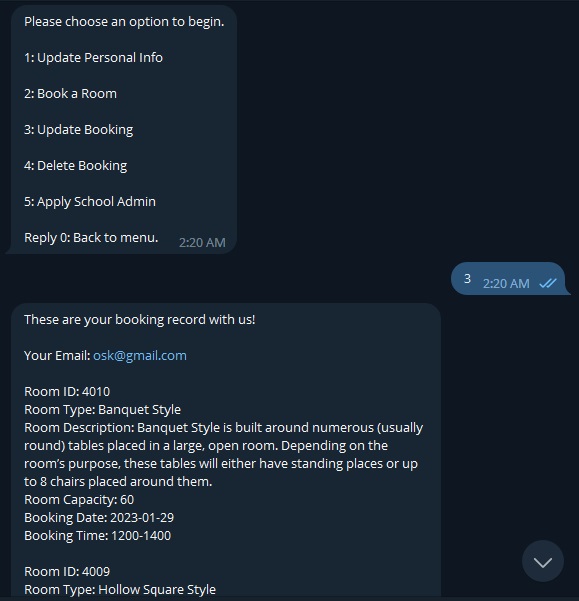 Please choose an option to begin.
1: Update Personal Info
2: Book a Room
3: Update Booking
4: Delete Booking
5: Apply School Admin
Reply 0: Back to menu. 2:20 AM
3 2:20 AM
These are your booking record with us!
Your Email: osk@gmail.com
Room ID: 4010
Room Type: Banquet Style
Room Description: Banquet Style is built around numerous (usually
round) tables placed in a large, open room. Depending on the
room's purpose, these tables will either have standing places or up
to 8 chairs placed around them.
Room Capacity: 60
Booking Date: 2023-01-29
Booking Time: 1200-1400
Room ID: 4009
Room Type: Hollow Square Style